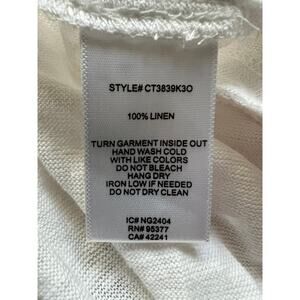 STYLE# CT3839K3O
100% LINEN
TURN GARMENT INSIDE OUT
HAND WASH COLD
WITH LIKE COLORS
DO NOT BLEACH
HANG DRY
IRON LOW IF NEEDED
DO NOT DRY CLEAN
IC# NG2404
RN# 95377
CA# 42241